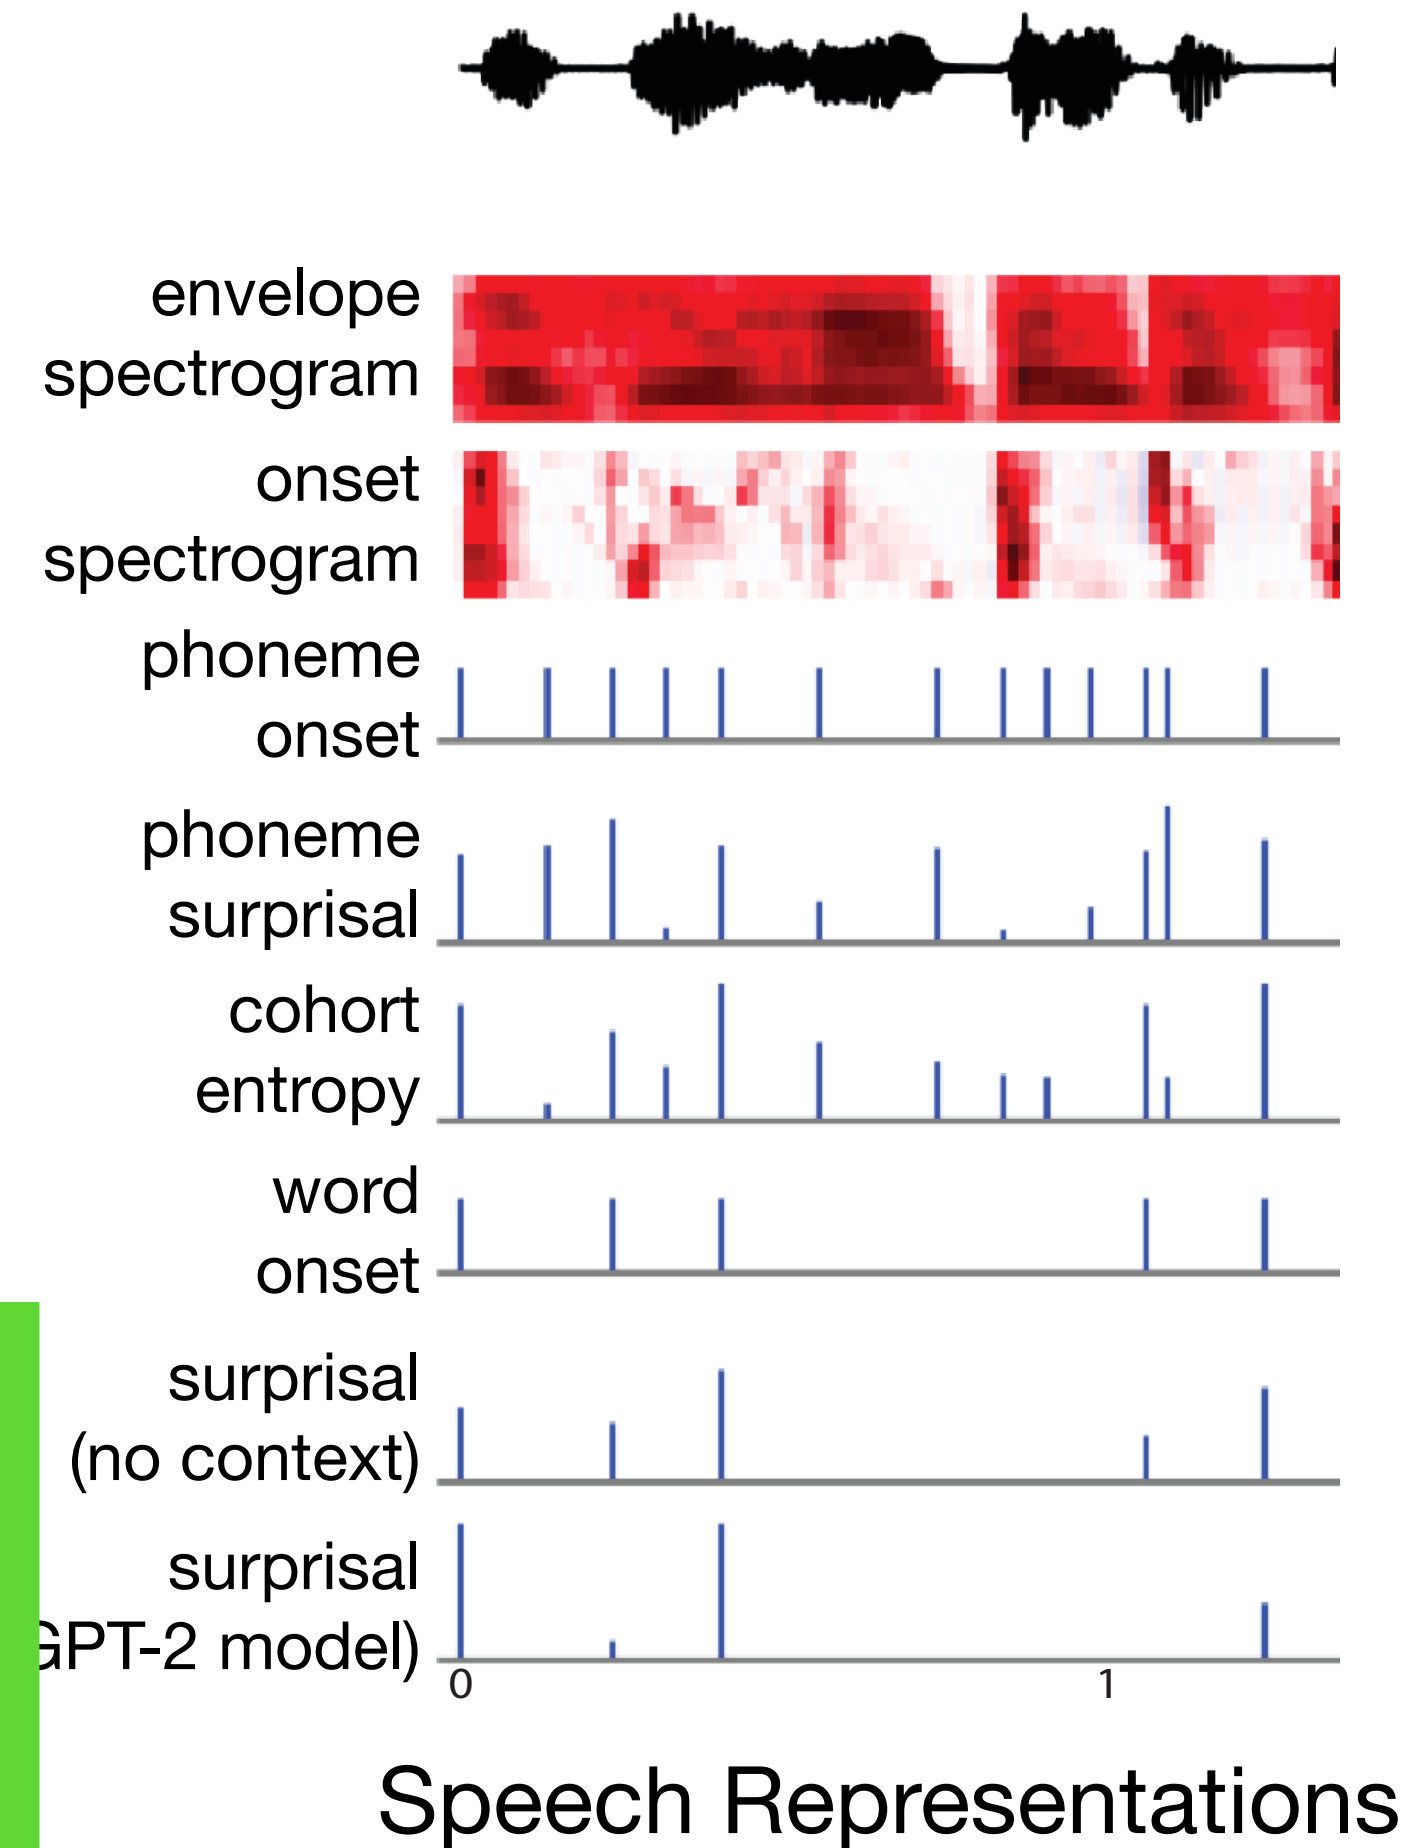 envelope
spectrogram
onset
spectrogram
phoneme
onset
phoneme
surprisal
cohort
entropy
word
onset
surprisal
(no context)
surprisal
GPT-2 model)
0 1
Speech Representations